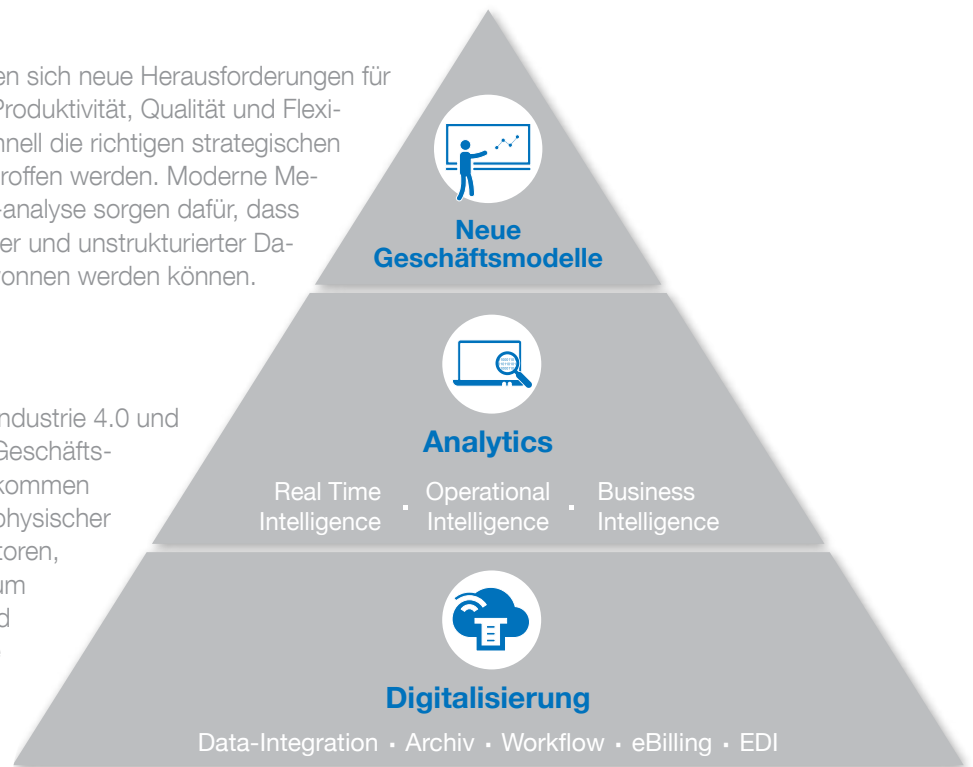 en sich neue Herausforderungen für
Produktivität, Qualität und Flexi-
nell die richtigen strategischen
roffen werden. Moderne Me-
-analyse sorgen dafür, dass
er und unstrukturierter Da-
onnen werden können.
ndustrie 4.0 und
Geschäfts-
kommen
physischer
toren,
um
d
Neue
Geschäftsmodelle
Analytics
Real Time · Operational · Business
Intelligence Intelligence Intelligence
Digitalisierung
Data-Integration · Archiv · Workflow · eBilling · EDI